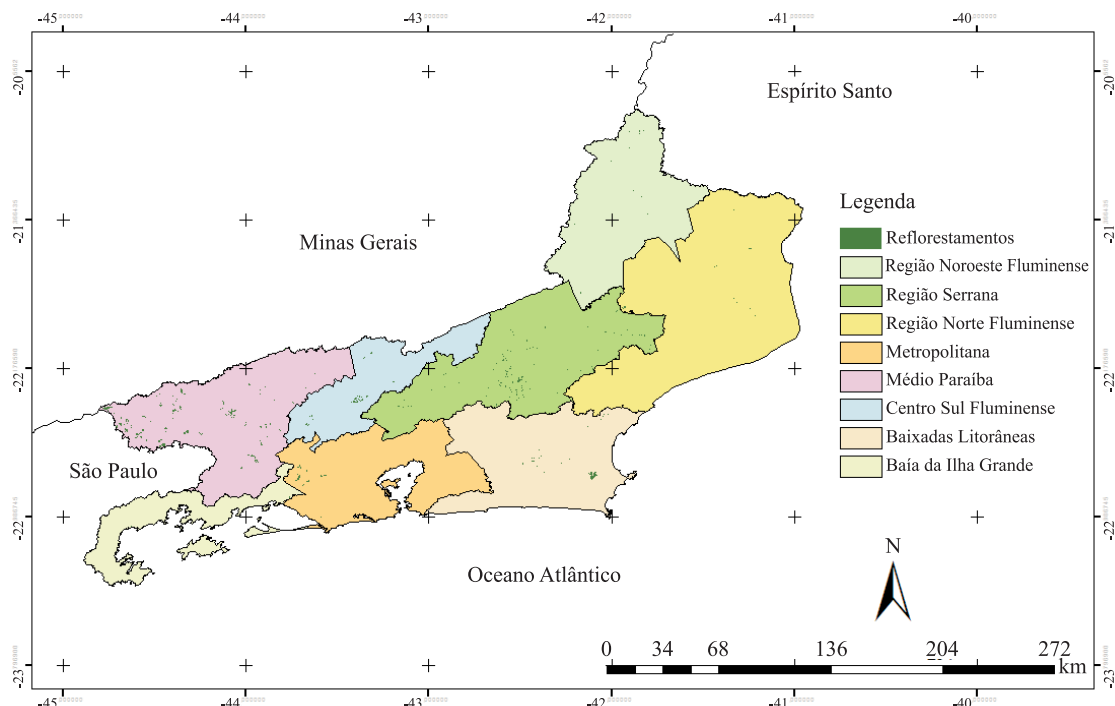 -45 -44 -43 -42 -41 -40
-20
-20
Espírito Santo
Minas Gerais
-21
-21
Legenda
Reflorestamentos
Região Noroeste Fluminense
Região Serrana
Região Norte Fluminense
Metropolitana
Médio Paraíba
Centro Sul Fluminense
Baixadas Litorâneas
Baía da Ilha Grande
-22
-22
São Paulo
-22
-22
Oceano Atlântico
N
0 34 68 136 204 272
km
-23
-23
-45 -44 -43 -42 -41 -40